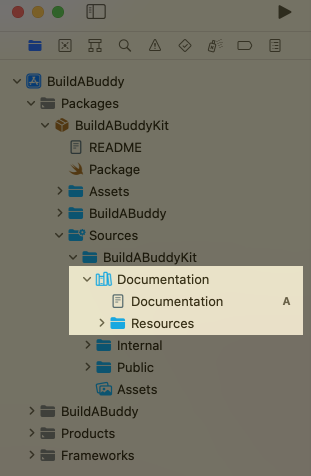 BuildABuddy
Packages
BuildABuddyKit
README
Package
Assets
BuildABuddy
Sources
BuildABuddyKit
Documentation
Documentation A
Resources
Internal
Public
Assets
BuildABuddy
Products
Frameworks